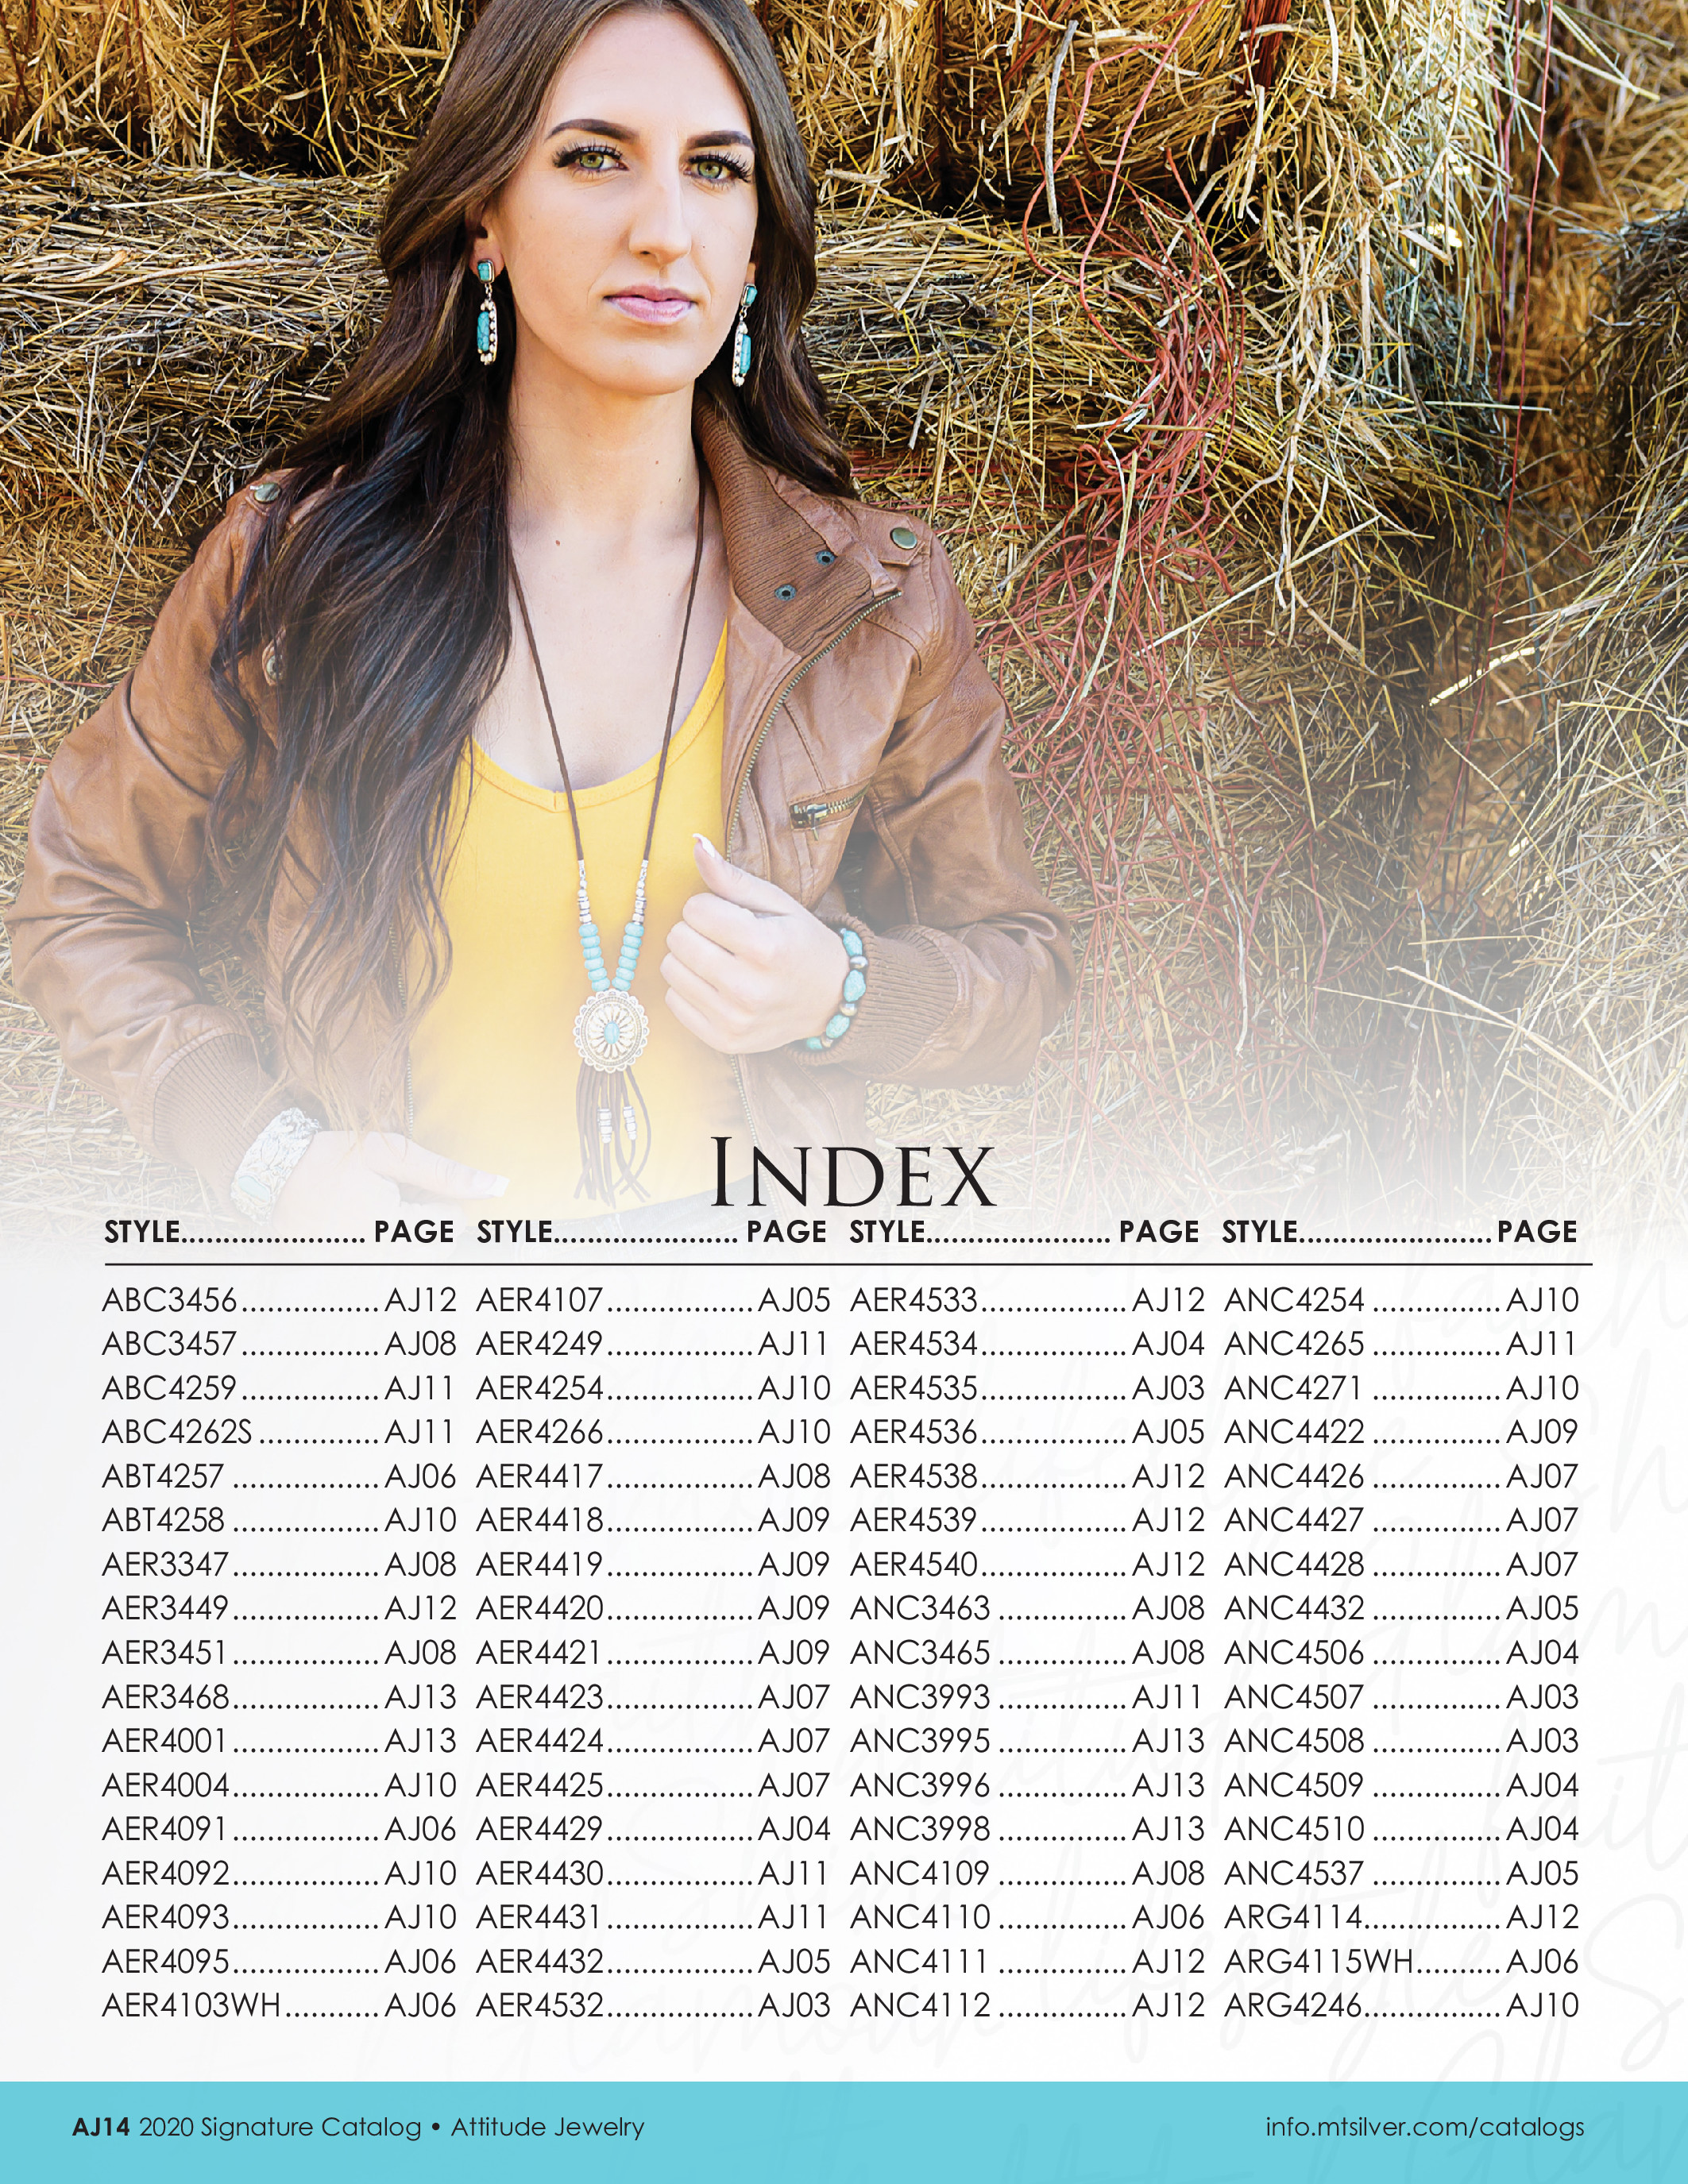 INDEX
STYLE...................... PAGE STYLE...................... PAGE STYLE...................... PAGE STYLE....................... PAGE
ABC3456................ AJ12 AER4107................. AJ05 AER4533................. AJ12 ANC4254 ............... AJ10
ABC3457................ AJ08 AER4249................. AJ11 AER4534................. AJ04 ANC4265 ............... AJ11
ABC4259................ AJ11 AER4254................. AJ10 AER4535................. AJ03 ANC4271 ............... AJ10
ABC4262S .............. AJ11 AER4266................. AJ10 AER4536................. AJ05 ANC4422 ............... AJ09
ABT4257 ................. AJ06 AER4417................. AJ08 AER4538................. AJ12 ANC4426 ............... AJ07
ABT4258 ................. AJ10 AER4418................. AJ09 AER4539................. AJ12 ANC4427 ............... AJ07
AER3347................. AJ08 AER4419................. AJ09 AER4540................. AJ12 ANC4428 ............... AJ07
AER3449................. AJ12 AER4420................. AJ09 ANC3463 ............... AJ08 ANC4432 ............... AJ05
AER3451................. AJ08 AER4421................. AJ09 ANC3465 ............... AJ08 ANC4506 ............... AJ04
AER3468................. AJ13 AER4423................. AJ07 ANC3993 ............... AJ11 ANC4507 ............... AJ03
AER4001................. AJ13 AER4424................. AJ07 ANC3995 ............... AJ13 ANC4508 ............... AJ03
AER4004................. AJ10 AER4425................. AJ07 ANC3996 ............... AJ13 ANC4509 ............... AJ04
AER4091................. AJ06 AER4429................. AJ04 ANC3998 ............... AJ13 ANC4510 ............... AJ04
AER4092................. AJ10 AER4430................. AJ11 ANC4109 ............... AJ08 ANC4537 ............... AJ05
AER4093................. AJ10 AER4431................. AJ11 ANC4110 ............... AJ06 ARG4114................ AJ12
AER4095................. AJ06 AER4432................. AJ05 ANC4111 ............... AJ12 ARG4115WH.......... AJ06
AER4103WH........... AJ06 AER4532................. AJ03 ANC4112 ............... AJ12 ARG4246................ AJ10
AJ14 2020 Signature Catalog • Attitude Jewelry info.mtsilver.com/catalogs